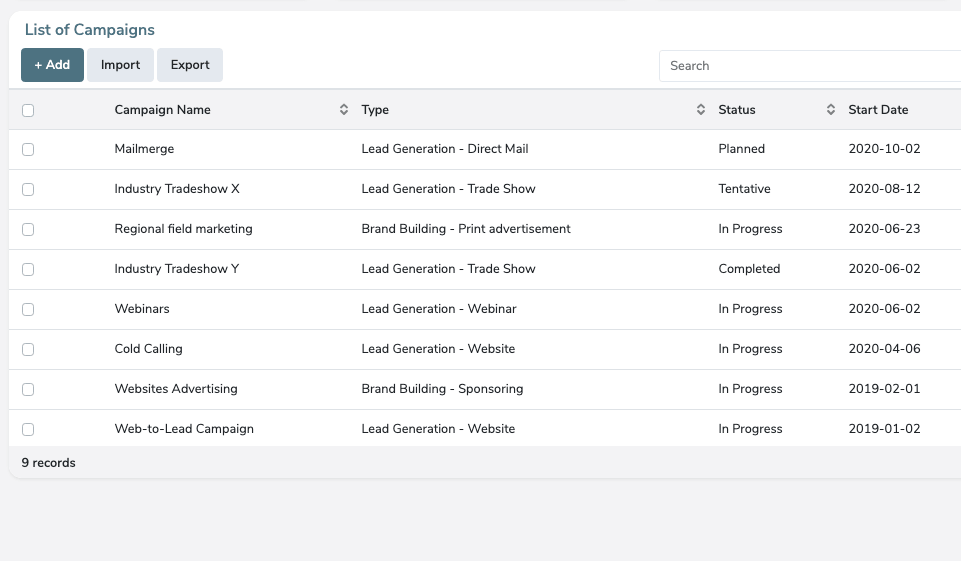 List of Campaigns
+ Add Import Export Search
Campaign Name Type Status Start Date
Mailmerge Lead Generation - Direct Mail Planned 2020-10-02
Industry Tradeshow X Lead Generation - Trade Show Tentative 2020-08-12
Regional field marketing Brand Building - Print advertisement In Progress 2020-06-23
Industry Tradeshow Y Lead Generation - Trade Show Completed 2020-06-02
Webinars Lead Generation - Webinar In Progress 2020-06-02
Cold Calling Lead Generation - Website In Progress 2020-04-06
Websites Advertising Brand Building - Sponsoring In Progress 2019-02-01
Web-to-Lead Campaign Lead Generation - Website In Progress 2019-01-02
9 records